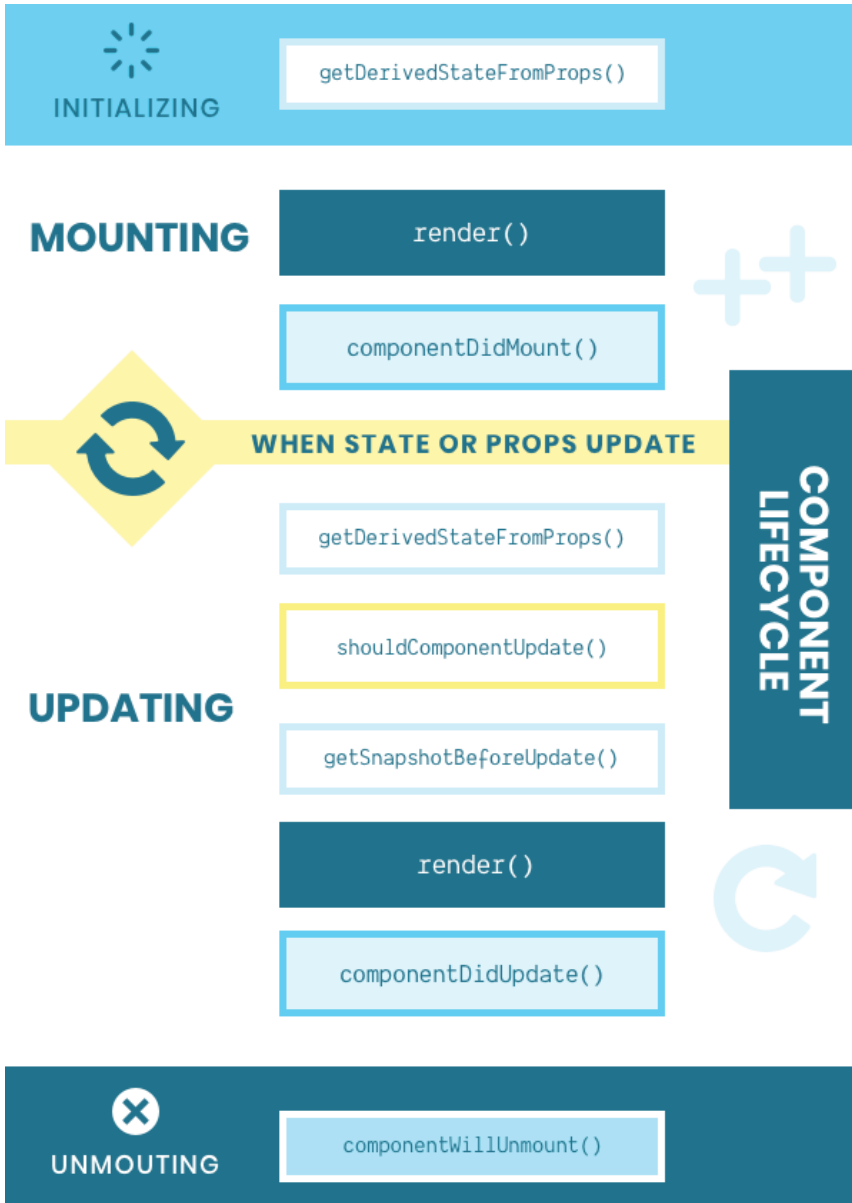 getDerivedStateFromProps()
INITIALIZING
MOUNTING
render()
componentDidMount()
WHEN STATE OR PROPS UPDATE
COMPONENT
LIFECYCLE
getDerivedStateFromProps()
shouldComponentUpdate()
UPDATING
getSnapshotBeforeUpdate()
render()
componentDidUpdate()
UNMOUTING
componentWillUnmount()